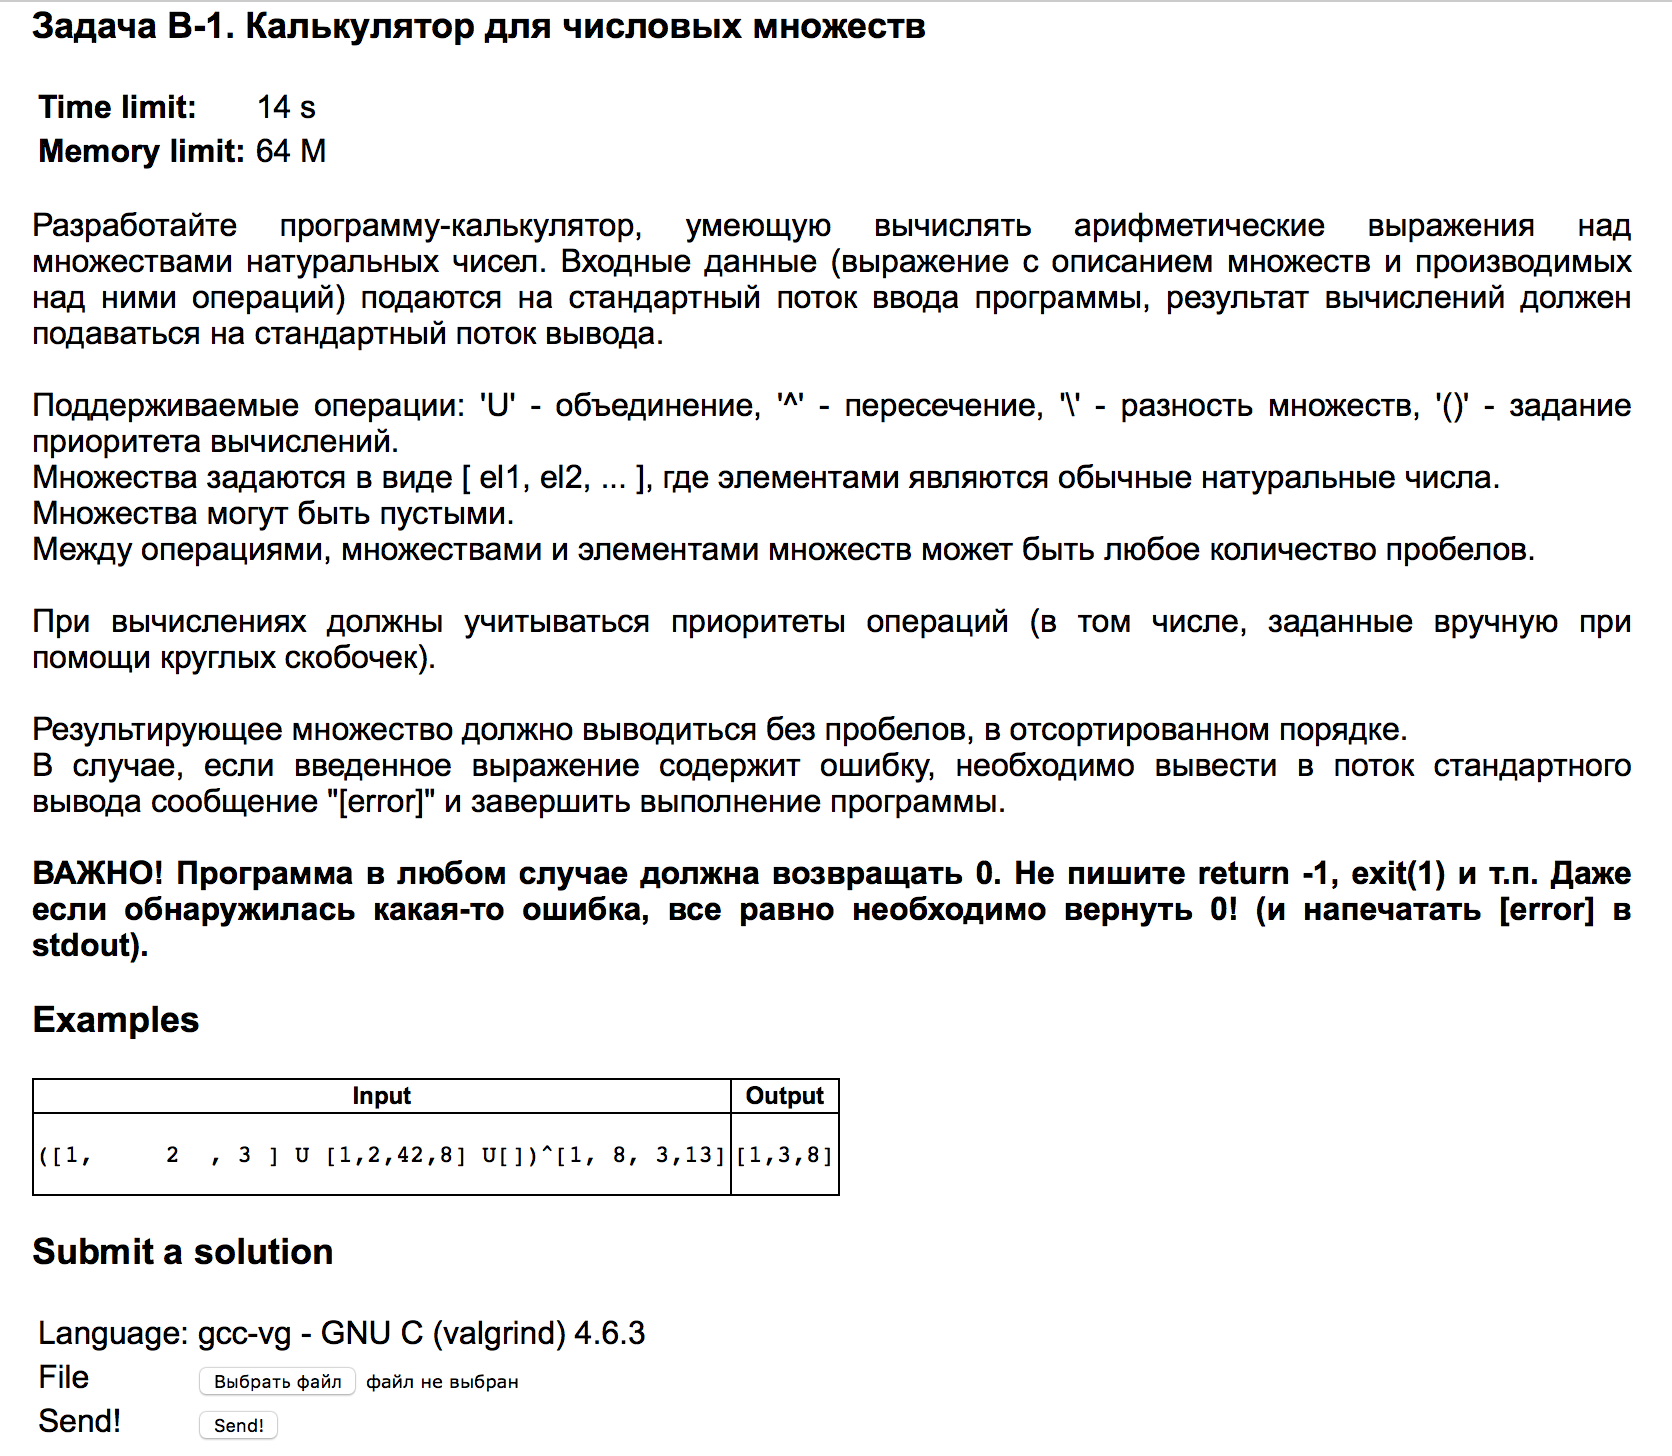 Задача B-1. Калькулятор для числовых множеств
Time limit: 14 s
Memory limit: 64 M
Разработайте программу-калькулятор, умеющую вычислять арифметические выражения над
множествами натуральных чисел. Входные данные (выражение с описанием множеств и производимых
над ними операций) подаются на стандартный поток ввода программы, результат вычислений должен
подаваться на стандартный поток вывода.
Поддерживаемые операции: 'U' - объединение, '^' - пересечение, '\' - разность множеств, '()' - задание
приоритета вычислений.
Множества задаются в виде [ el1, el2, ... ], где элементами являются обычные натуральные числа.
Множества могут быть пустыми.
Между операциями, множествами и элементами множеств может быть любое количество пробелов.
При вычислениях должны учитываться приоритеты операций (в том числе, заданные вручную при
помощи круглых скобочек).
Результирующее множество должно выводиться без пробелов, в отсортированном порядке.
В случае, если введенное выражение содержит ошибку, необходимо вывести в поток стандартного
вывода сообщение "[error]" и завершить выполнение программы.
ВАЖНО! Программа в любом случае должна возвращать 0. Не пишите return -1, exit(1) и т.п. Даже
если обнаружилась какая-то ошибка, все равно необходимо вернуть 0! (и напечатать [error] в
stdout).
Examples
Input Output
([1,     2  , 3 ] U [1,2,42,8] U[])^[1, 8, 3,13] [1,3,8]
Submit a solution
Language: gcc-vg - GNU C (valgrind) 4.6.3
File Выбрать файл файл не выбран
Send! Send!